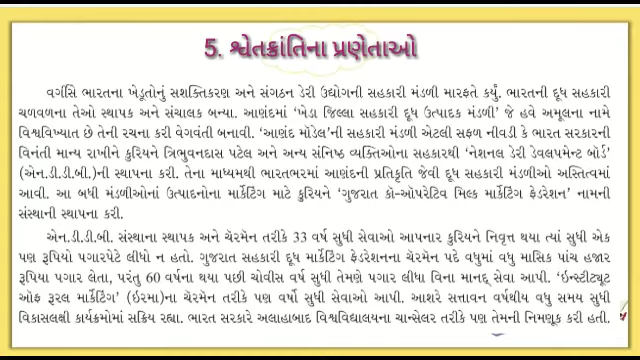 5. શ્વેતક્રાંતિના પ્રણેતાઓ
વર્ગીસે ભારતના ખેડૂતોનું સશક્તિકરણ અને સંગઠન ડેરી ઉદ્યોગની સહકારી મંડળી મારફતે કર્યું. ભારતની દૂધ સહકારી
ચળવળના તેઓ સ્થાપક અને સંચાલક બન્યા. આણંદમાં ‘ખેડા જિલ્લા સહકારી દૂધ ઉત્પાદક મંડળી’ જે હવે અમૂલના નામે
વિશ્વવિખ્યાત છે તેની રચના કરી વેગવંતી બનાવી. ‘આણંદ મૉડેલ’ની સહકારી મંડળી એટલી સફળ નીવડી કે ભારત સરકારની
વિનંતી માન્ય રાખીને કુરિયને ત્રિભુવનદાસ પટેલ અને અન્ય સંનિષ્ઠ વ્યક્તિઓના સહકારથી ‘નેશનલ ડેરી ડેવલપમેન્ટ બૉર્ડ’
(એન.ડી.ડી.બી.)ની સ્થાપના કરી. તેના માધ્યમથી ભારતભરમાં આણંદની પ્રતિકૃતિ જેવી દૂધ સહકારી મંડળીઓ અસ્તિત્વમાં
આવી. આ બધી મંડળીઓનાં ઉત્પાદનોના માર્કેટિંગ માટે કુરિયને ‘ગુજરાત કૉ-ઑપરેટિવ મિલ્ક માર્કેટિંગ ફેડરેશન’ નામની
સંસ્થાની સ્થાપના કરી.
એન.ડી.ડી.બી. સંસ્થાના સ્થાપક અને ચૅરમૅન તરીકે 33 વર્ષ સુધી સેવાઓ આપનાર કુરિયને નિવૃત્ત થયા ત્યાં સુધી એક
પણ રૂપિયો પગારપેટે લીધો ન હતો. ગુજરાત સહકારી દૂધ માર્કેટિંગ ફેડરેશનના ચૅરમૅન પદે વધુમાં વધુ માસિક પાંચ હજાર
રૂપિયા પગાર લેતા, પરંતુ 60 વર્ષના થયા પછી ચોવીસ વર્ષ સુધી તેમણે પગાર લીધા વિના માનદ્ સેવા આપી. ‘ઇન્સ્ટીટ્યૂટ
ઑફ રૂરલ માર્કેટિંગ’ (ઇરમા)ના ચૅરમૅન તરીકે પણ વર્ષો સુધી સેવાઓ આપી. આશરે સત્તાવન વર્ષથીય વધુ સમય સુધી
વિકાસલક્ષી કાર્યક્રમોમાં સક્રિય રહ્યા. ભારત સરકારે અલાહાબાદ વિશ્વવિદ્યાલયના ચાન્સેલર તરીકે પણ તેમની નિમણૂક કરી હતી.